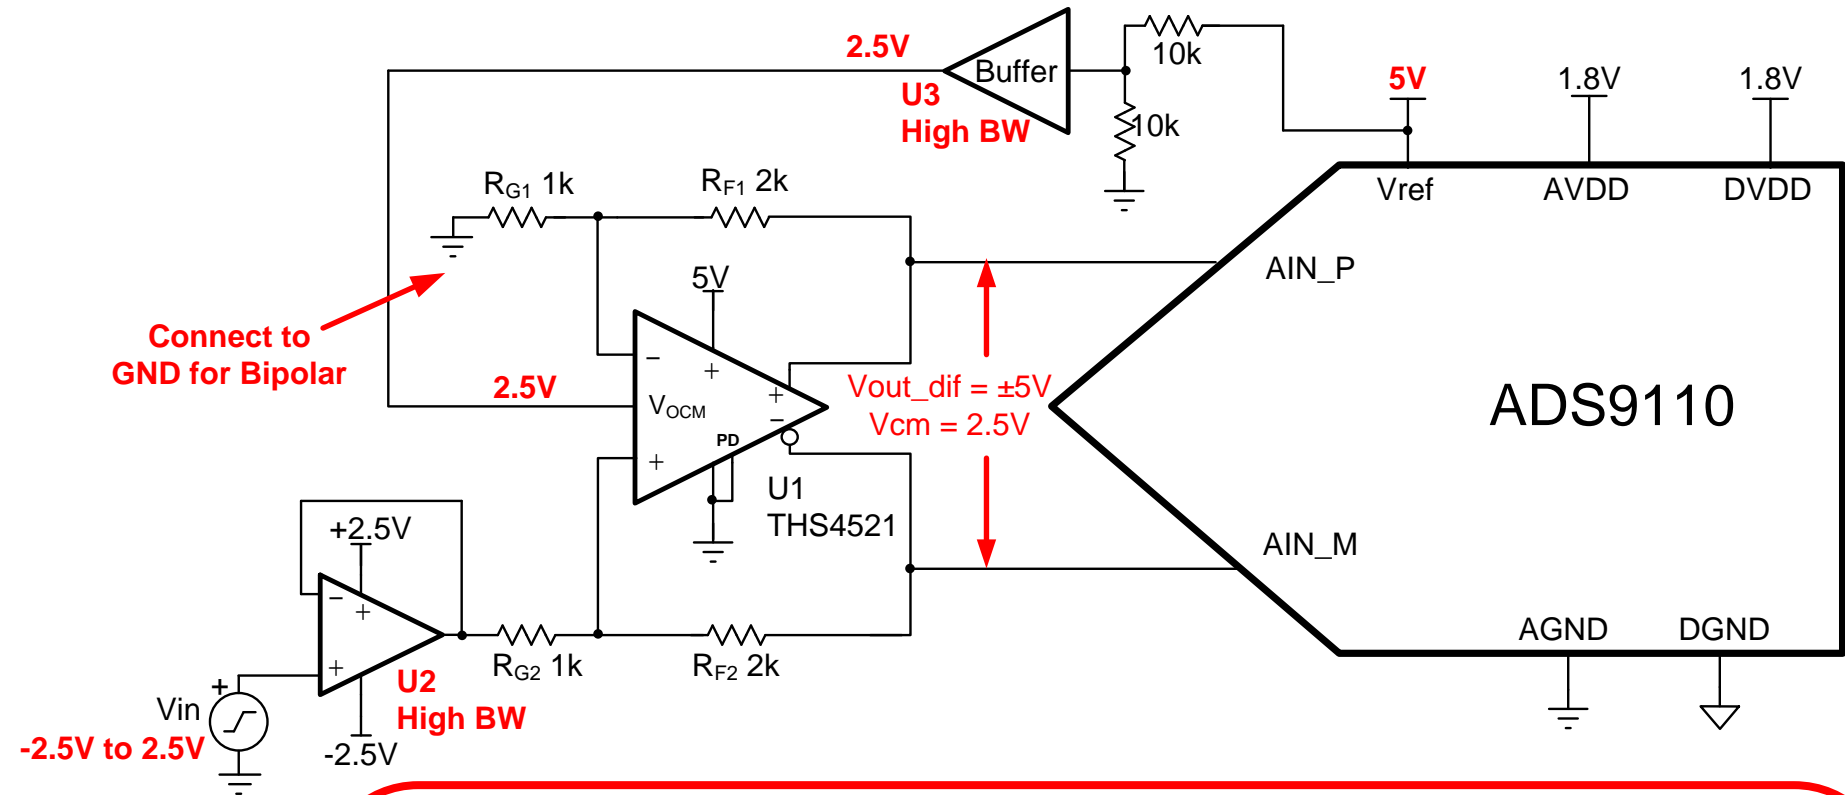 2.5V
Buffer
U3
High BW
10k
10k
5V
1.8V
1.8V
Vref
AVDD
DVDD
RG1 1k
RF1 2k
AIN_P
5V
Connect to
GND for Bipolar
2.5V
−
+
VOCM
+
−
PD
+
Vout_dif = ±5V
Vcm = 2.5V
ADS9110
U1
THS4521
+2.5V
AIN_M
−
+
+
RG2 1k
RF2 2k
AGND
DGND
U2
High BW
+
Vin
-2.5V to 2.5V
-2.5V